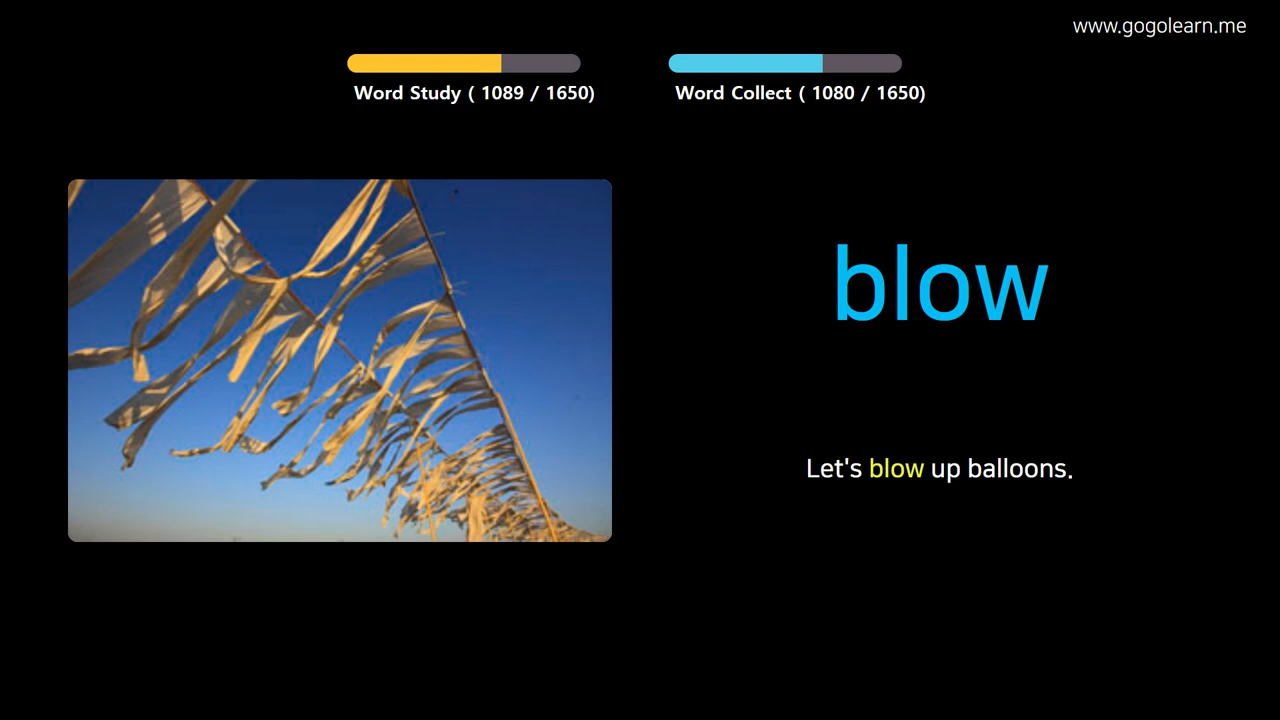 www.gogolearn.me
Word Study ( 1089 / 1650)
Word Collect ( 1080 / 1650)
blow
Let's blow up balloons.